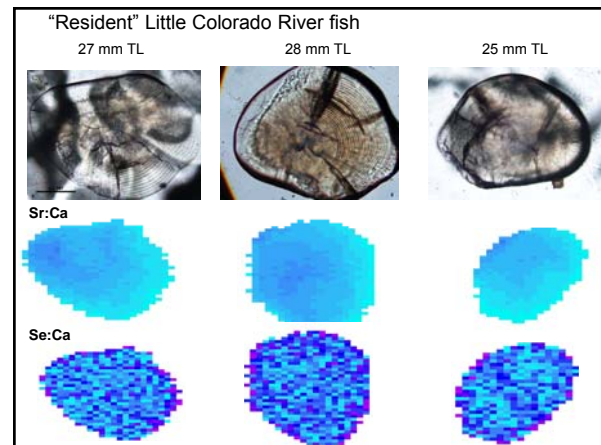 “Resident” Little Colorado River fish
27 mm TL 28 mm TL 25 mm TL
Sr:Ca
Se:Ca